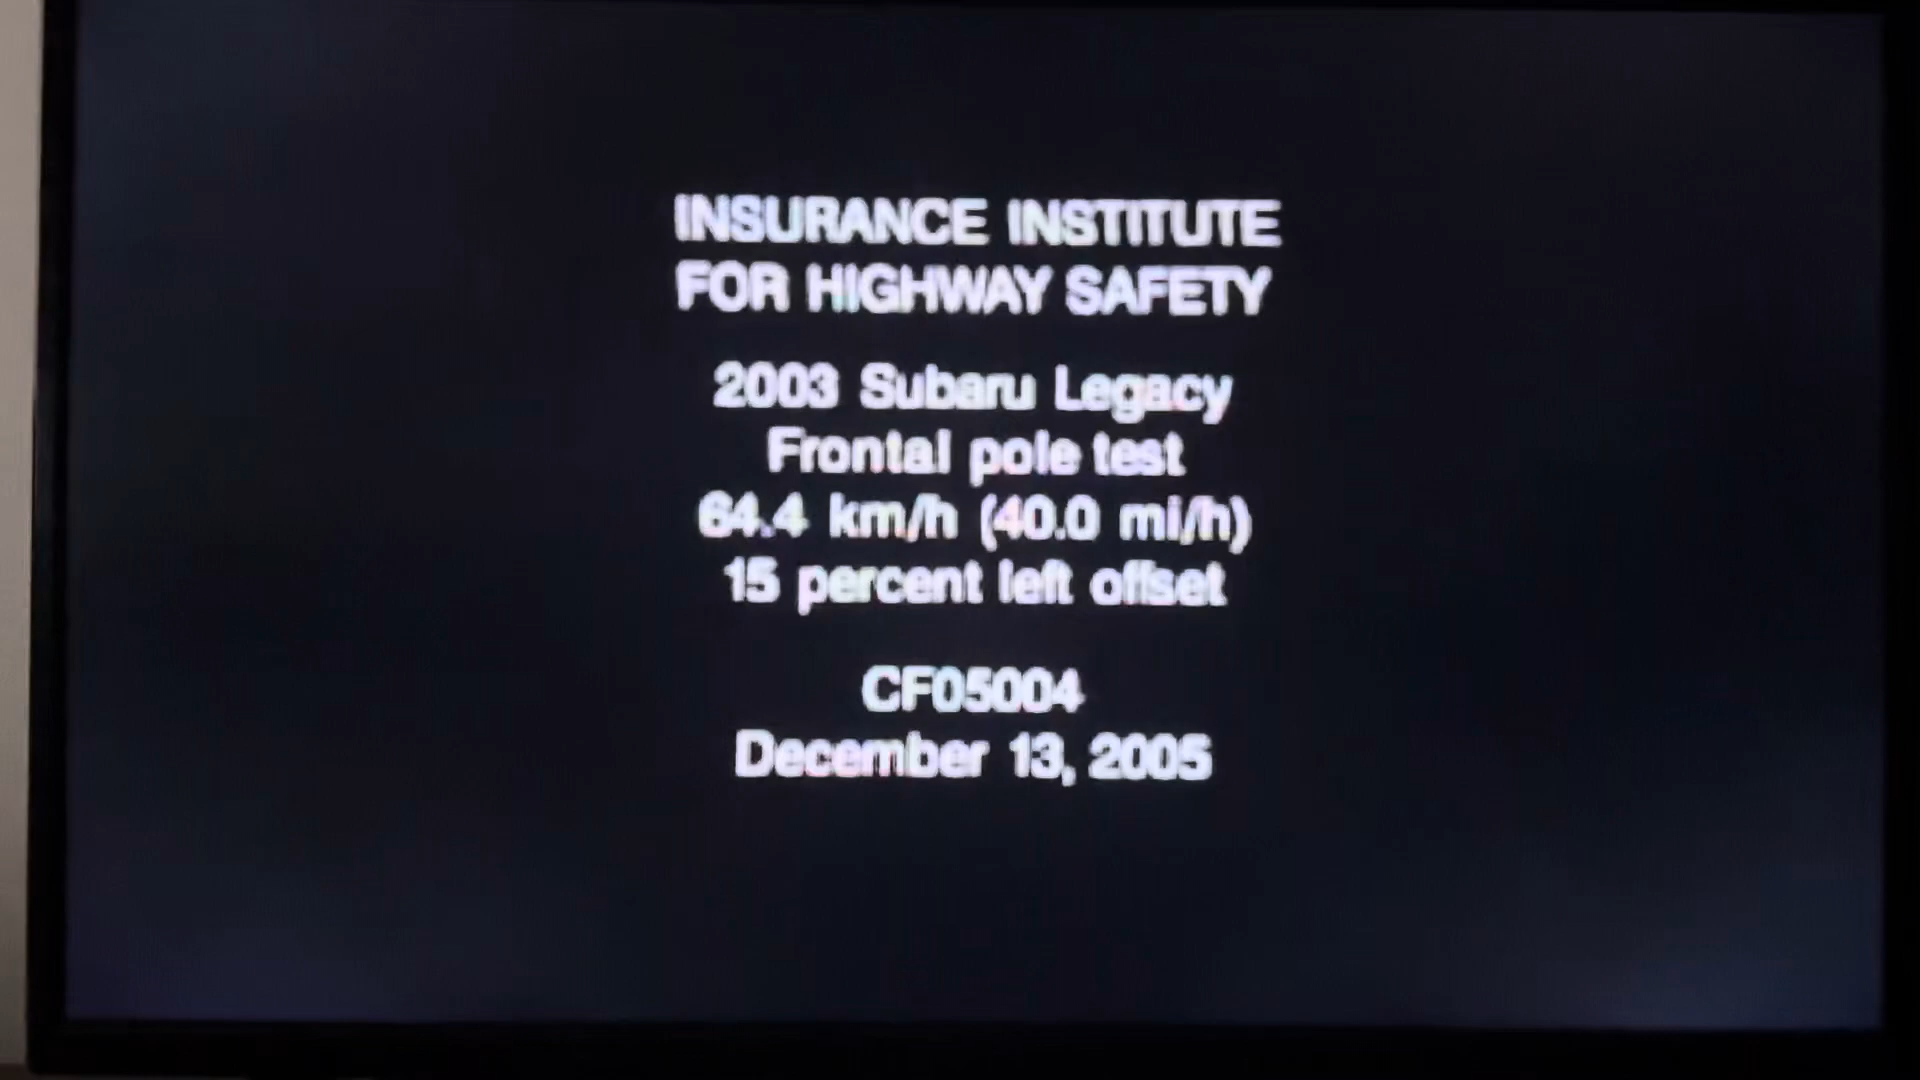 INSURANCE INSTITUTE
FOR HIGHWAY SAFETY
2003 Subaru Legacy
Frontal pole test
64.4 km/h (40.0 mi/h)
15 percent left offset
CF05004
December 13, 2005